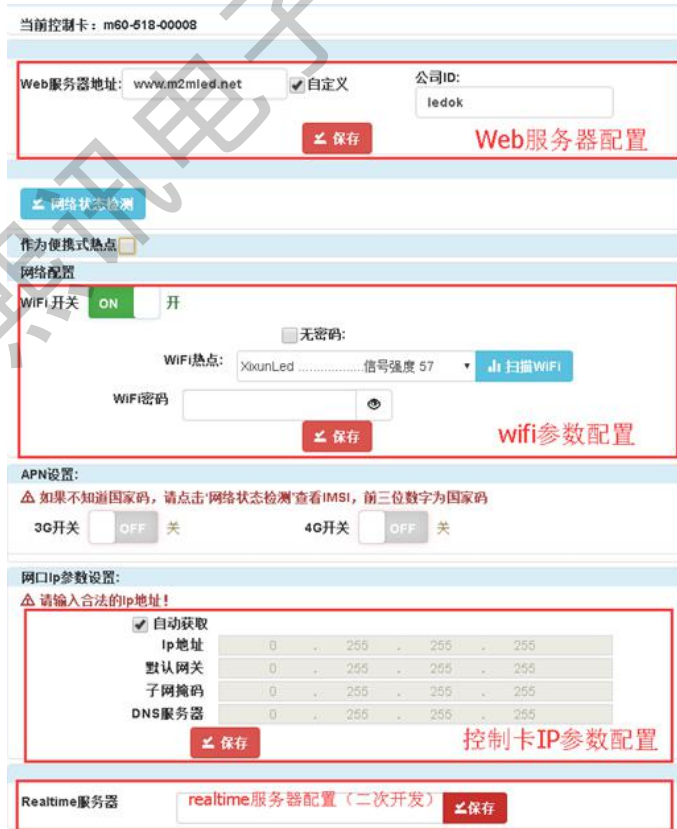 当前控制卡：m60-518-00008
Web服务器地址: www.m2mled.net 自定义 公司ID:
ledok
保存 Web服务器配置
网络状态检测
作为便携式热点
网络配置
WiFi 开关 ON 开
无密码:
WiFi热点: XixunLed ..................信号强度 57 扫描WiFi
WiFi密码
保存 wifi参数配置
APN设置:
如果不知道国家码，请点击'网络状态检测'查看IMSI，前三位数字为国家码
3G开关 OFF 关 4G开关 OFF 关
网口Ip参数设置:
请输入合法的Ip地址！
自动获取
Ip地址 0 . 255 . 255 . 255
默认网关 0 . 255 . 255 . 255
子网掩码 0 . 255 . 255 . 255
DNS服务器 0 . 255 . 255 . 255
保存 控制卡IP参数配置
Realtime服务器 realtime服务器配置（二次开发） 保存
熙讯电子